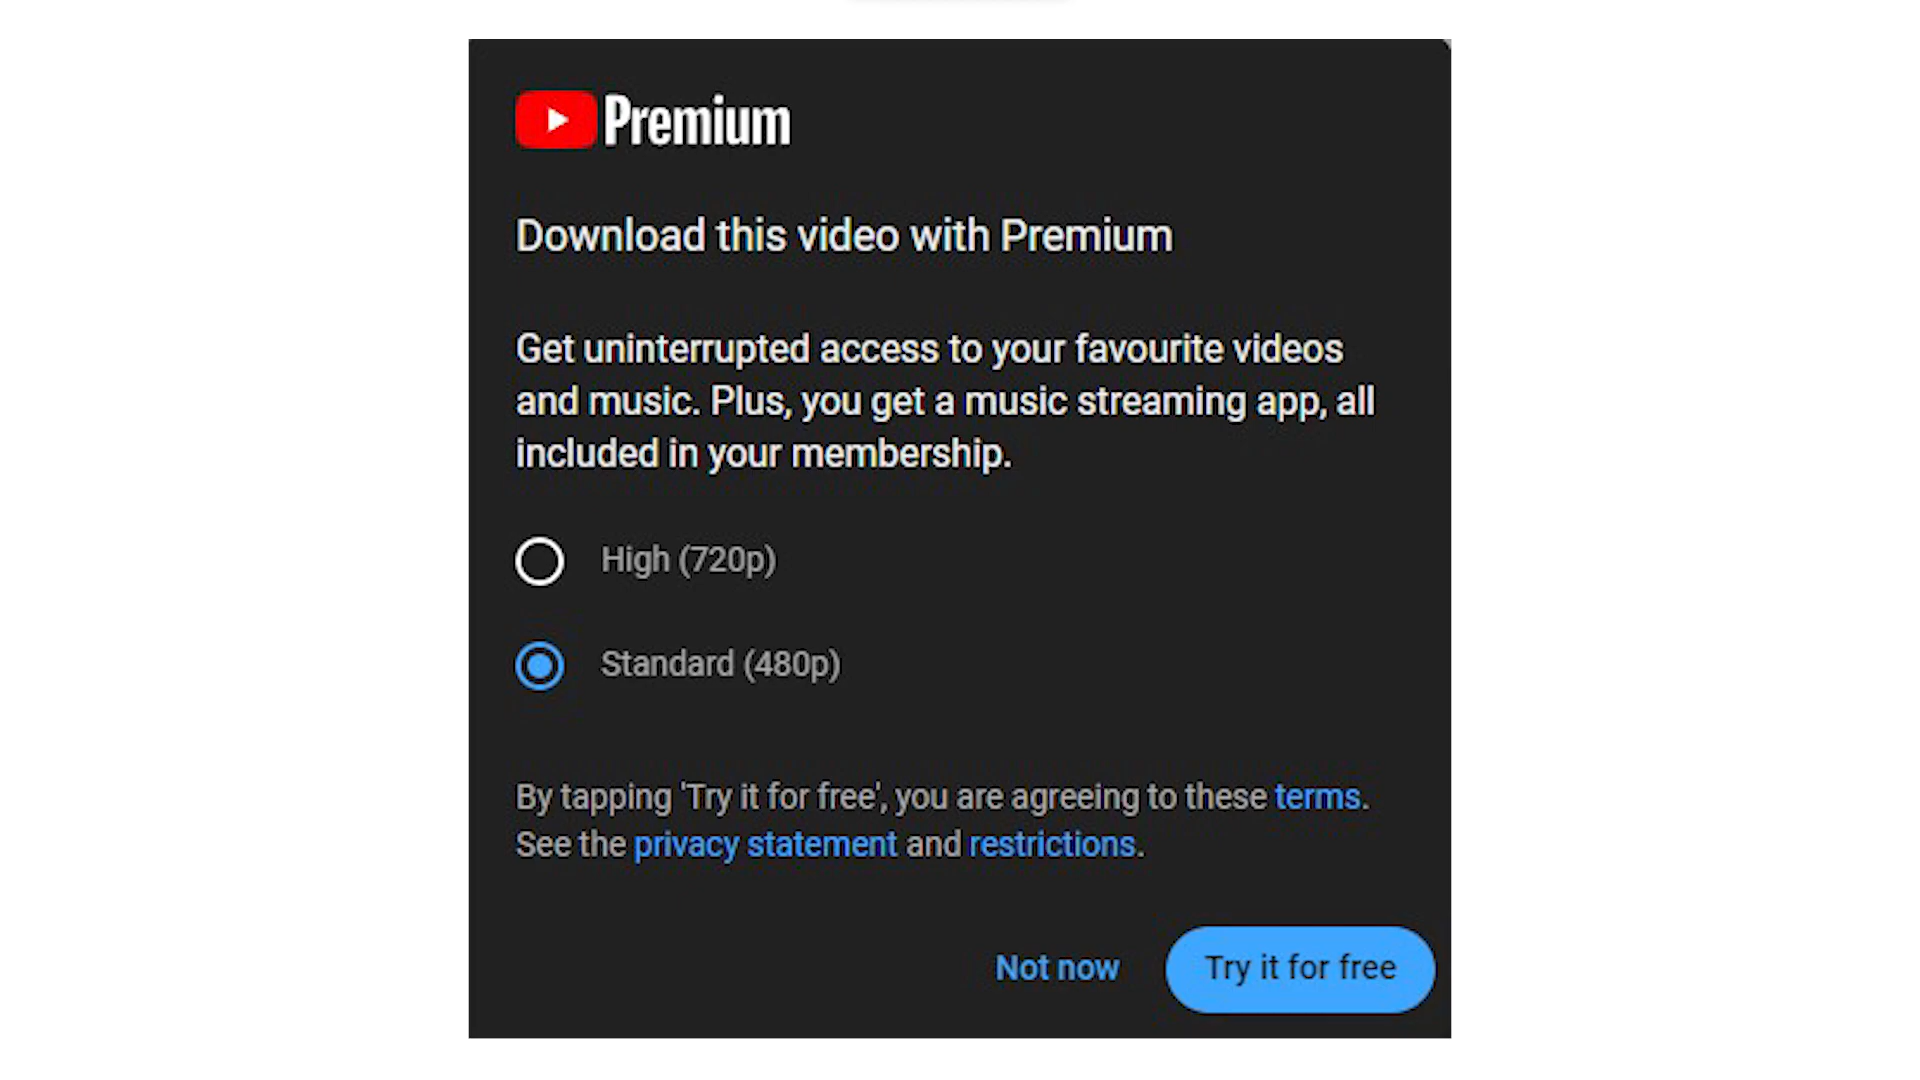 Premium
Download this video with Premium
Get uninterrupted access to your favourite videos
and music. Plus, you get a music streaming app, all
included in your membership.
High (720p)
Standard (480p)
By tapping 'Try it for free', you are agreeing to these terms.
See the privacy statement and restrictions.
Not now
Try it for free